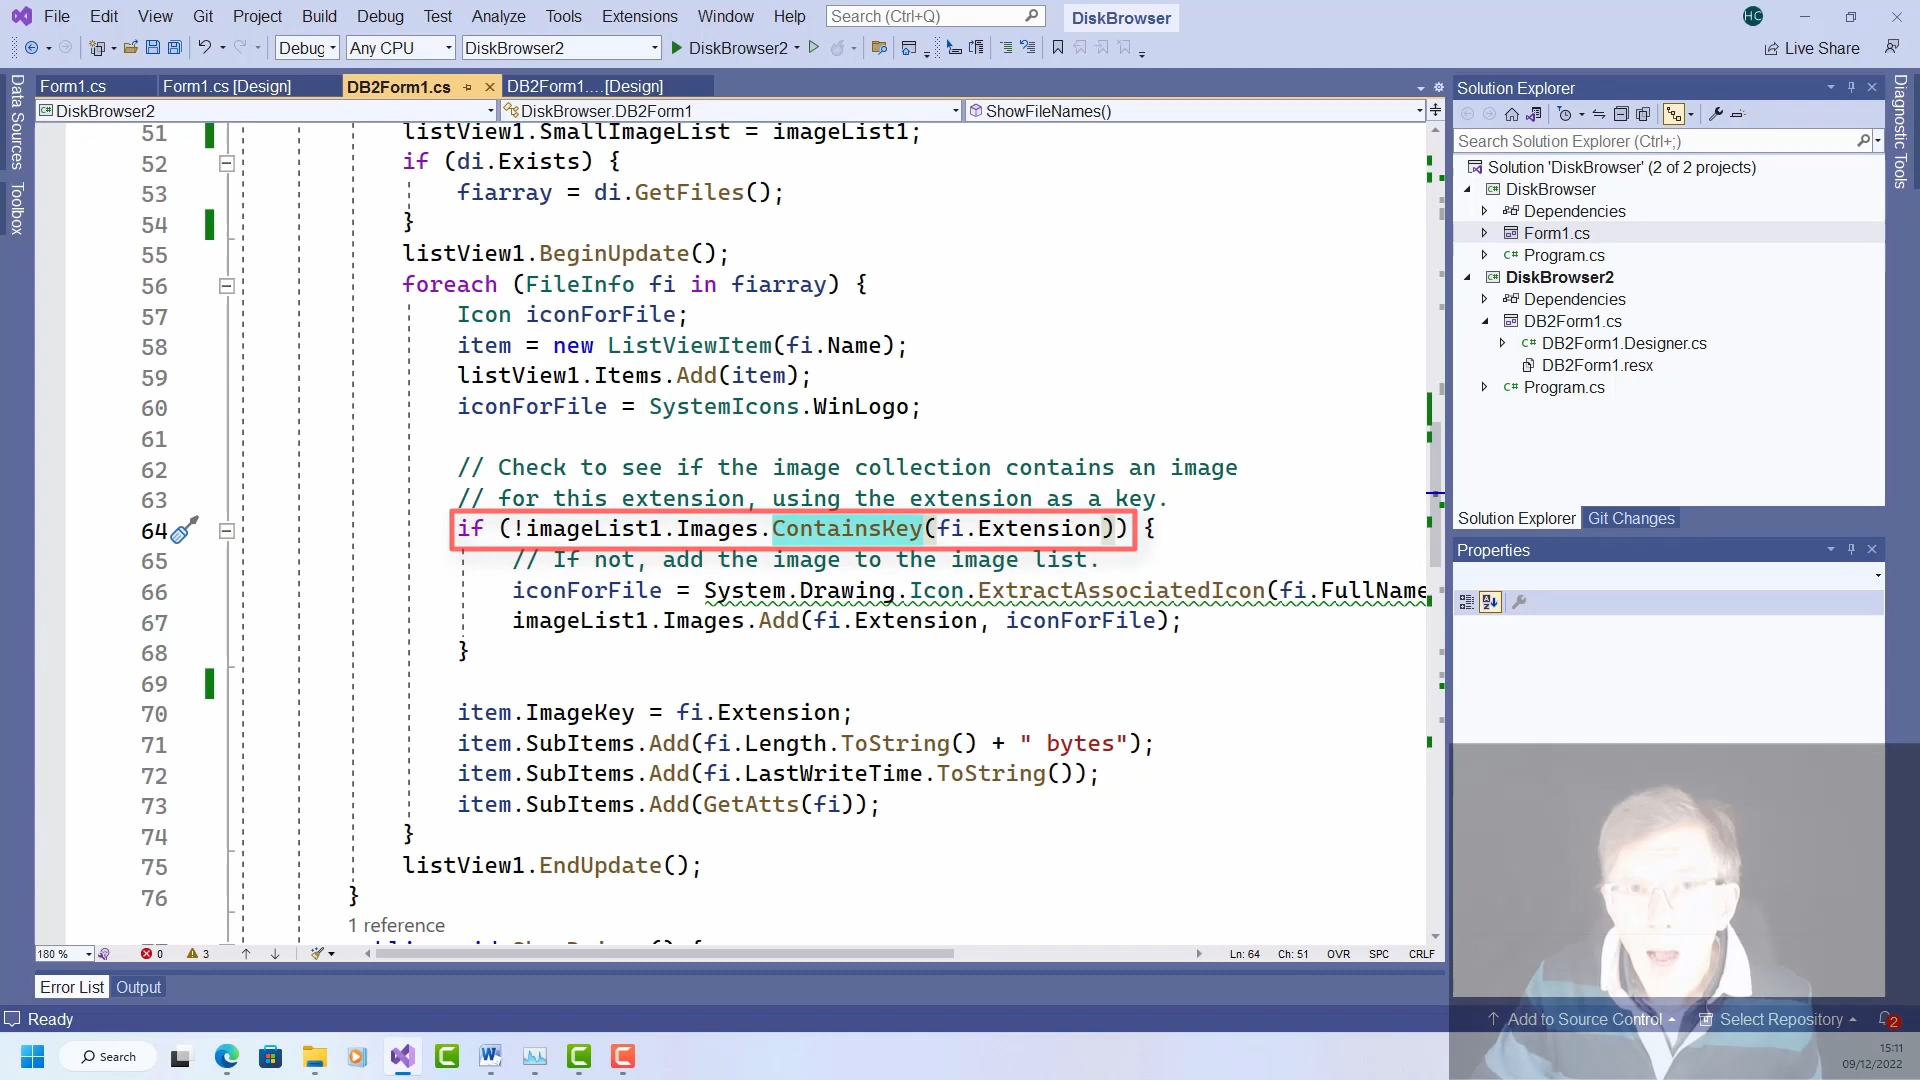 File Edit View Git Project Build Debug Test Analyze Tools Extensions Window Help Search (Ctrl+Q) DiskBrowser HC
Debug Any CPU DiskBrowser2 DiskBrowser2 Live Share
Form1.cs Form1.cs [Design] DB2Form1.cs DB2Form1....[Design]
DiskBrowser2 DiskBrowser.DB2Form1 ShowFileNames()
Data Sources
Toolbox
51 listView1.SmallImageList = imageList1;
52 if (di.Exists) {
53 fiarray = di.GetFiles();
54 }
55 listView1.BeginUpdate();
56 foreach (FileInfo fi in fiarray) {
57 Icon iconForFile;
58 item = new ListViewItem(fi.Name);
59 listView1.Items.Add(item);
60 iconForFile = SystemIcons.WinLogo;
61
62 // Check to see if the image collection contains an image
63 // for this extension, using the extension as a key.
64 if (!imageList1.Images.ContainsKey(fi.Extension)) {
65 // If not, add the image to the image list.
66 iconForFile = System.Drawing.Icon.ExtractAssociatedIcon(fi.FullName
67 imageList1.Images.Add(fi.Extension, iconForFile);
68 }
69
70 item.ImageKey = fi.Extension;
71 item.SubItems.Add(fi.Length.ToString() + " bytes");
72 item.SubItems.Add(fi.LastWriteTime.ToString());
73 item.SubItems.Add(GetAtts(fi));
74 }
75 listView1.EndUpdate();
76 }
1 reference
180 % 0 3 Ln: 64 Ch: 51 OVR SPC CRLF
Error List Output
Ready
Solution Explorer
Search Solution Explorer (Ctrl+;)
Solution 'DiskBrowser' (2 of 2 projects)
DiskBrowser
Dependencies
Form1.cs
C# Program.cs
DiskBrowser2
Dependencies
DB2Form1.cs
C# DB2Form1.Designer.cs
DB2Form1.resx
C# Program.cs
Solution Explorer Git Changes
Properties
Diagnostic Tools
Add to Source Control Select Repository 2
Search
15:11
09/12/2022